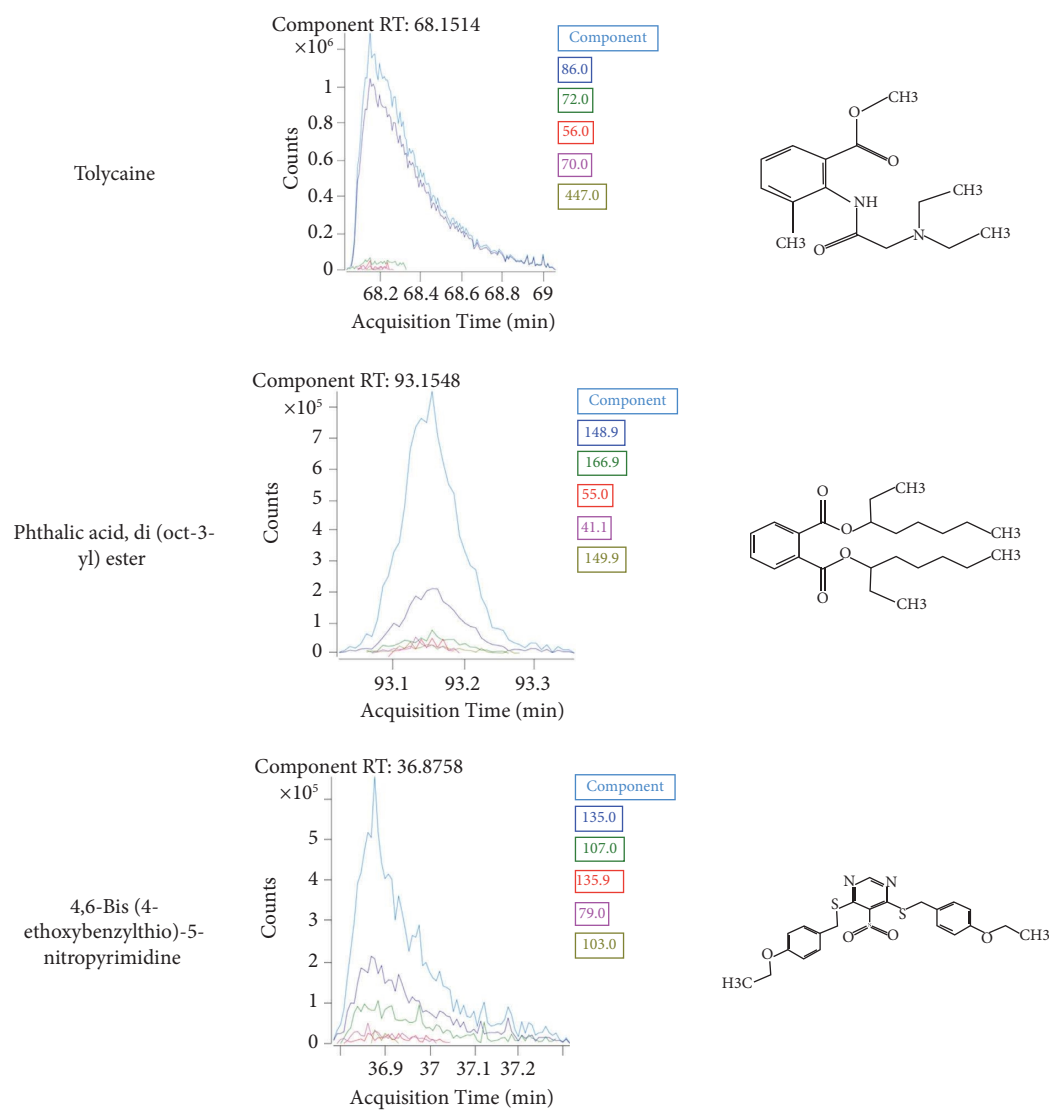 Tolycaine
Component RT: 68.1514
×10⁶
1
0.8
0.6
0.4
0.2
0
Counts
68.2 68.4 68.6 68.8 69
Acquisition Time (min)
Component
86.0
72.0
56.0
70.0
447.0
O
CH3
O
NH
CH3
O
N
CH3
CH3
Phthalic acid, di (oct-3-
yl) ester
Component RT: 93.1548
×10⁵
7
6
5
4
3
2
1
0
Counts
93.1 93.2 93.3
Acquisition Time (min)
Component
148.9
166.9
55.0
41.1
149.9
O
CH3
O
CH3
O
CH3
O
CH3
4,6-Bis (4-
ethoxybenzylthio)-5-
nitropyrimidine
Component RT: 36.8758
×10⁵
5
4
3
2
1
0
Counts
36.9 37 37.1 37.2
Acquisition Time (min)
Component
135.0
107.0
135.9
79.0
103.0
N N
S
S
O O
O
CH3
O
H3C